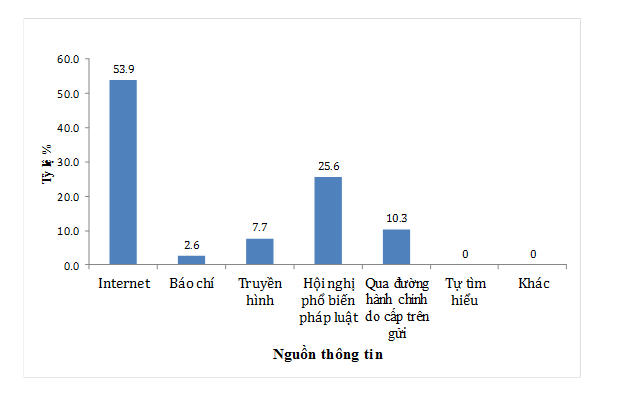 60.0
50.0
40.0
30.0
20.0
10.0
0.0
Tỷ lệ %
53.9
2.6
7.7
25.6
10.3
0
0
Internet
Báo chí
Truyền
hình
Hội nghị
phổ biến
pháp luật
Qua đường
hành chinh
do cấp trên
gửi
Tự tìm
hiểu
Khác
Nguồn thông tin